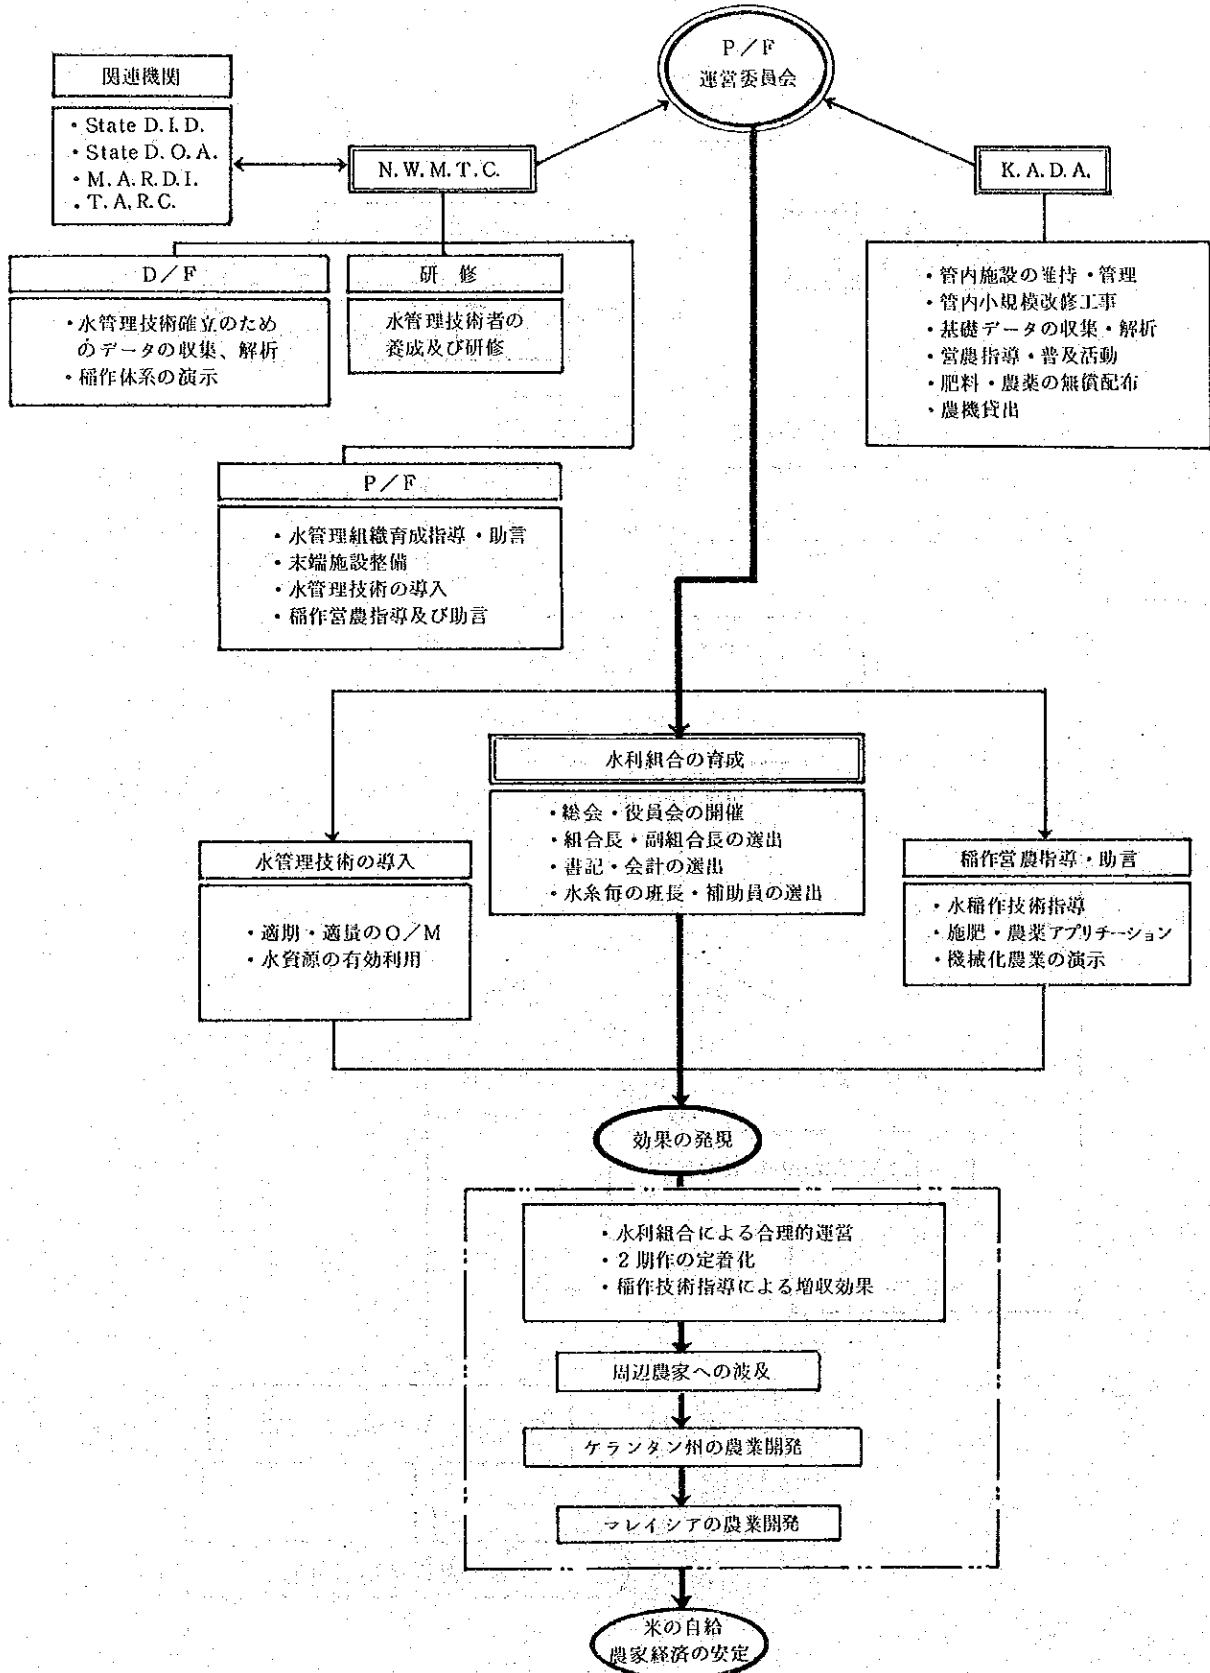 P／F
運営委員会
関連機関
・State D.I.D.
・State D.O.A.
・M.A.R.D.I.
・T.A.R.C.
N.W.M.T.C.
K.A.D.A.
D／F
・水管理技術確立のため
のデータの収集、解析
・稲作体系の演示
研 修
水管理技術者の
養成及び研修
・管内施設の維持・管理
・管内小規模改修工事
・基礎データの収集・解析
・営農指導・普及活動
・肥料・農薬の無償配布
・農機貸出
P／F
・水管理組織育成指導・助言
・末端施設整備
・水管理技術の導入
・稲作営農指導及び助言
水利組合の育成
・総会・役員会の開催
・組合長・副組合長の選出
・書記・会計の選出
・水系毎の班長・補助員の選出
水管理技術の導入
・適期・適量のO／M
・水資源の有効利用
稲作営農指導・助言
・水稲作技術指導
・施肥・農薬アプリチーション
・機械化農業の演示
効果の発現
・水利組合による合理的運営
・2期作の定着化
・稲作技術指導による増収効果
周辺農家への波及
ケランタン州の農業開発
マレイシアの農業開発
米の自給
農家経済の安定